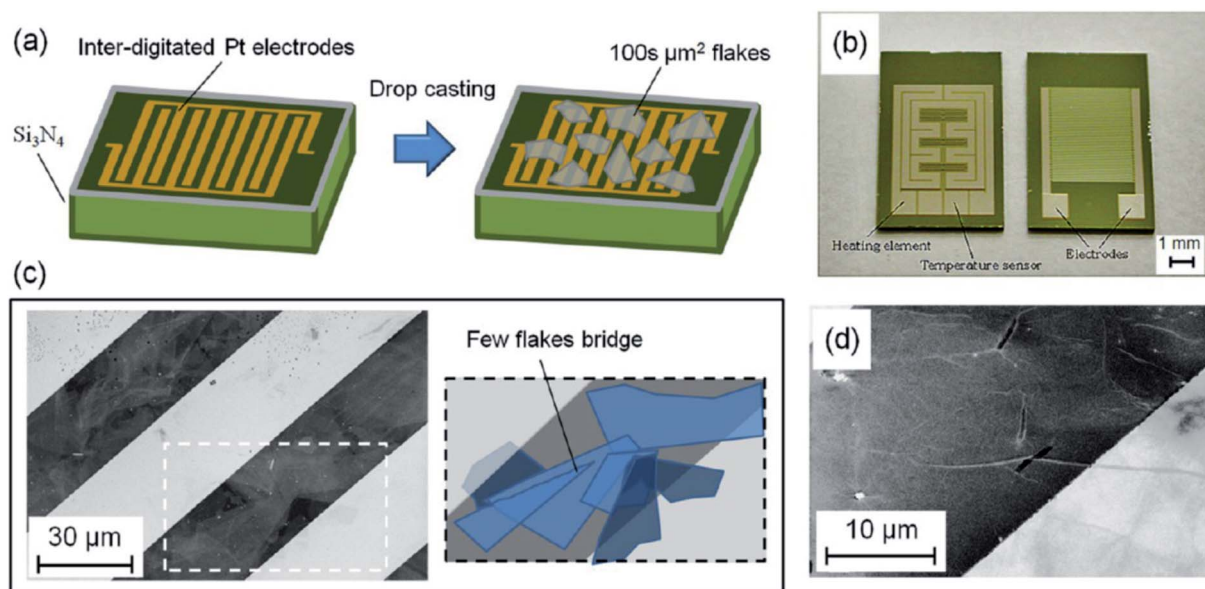 (a)
Inter-digitated Pt electrodes
Si₃N₄
Drop casting
100s µm² flakes
(b)
Heating element
Temperature sensor
Electrodes
1 mm
(c)
30 µm
Few flakes bridge
(d)
10 µm